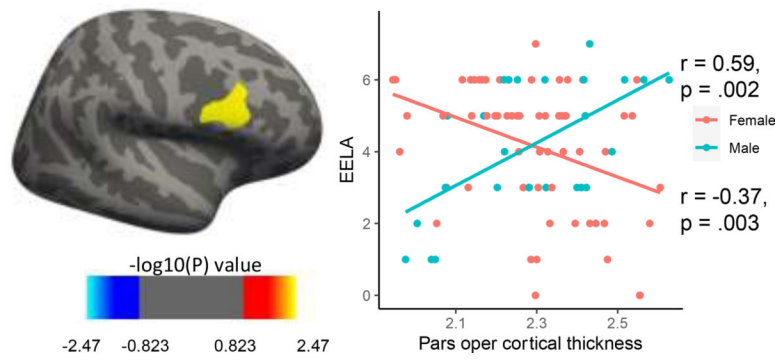 -log10(P) value
-2.47 -0.823 0.823 2.47
EELA
6
4
2
0
2.1 2.3 2.5
Pars oper cortical thickness
r = 0.59,
p = .002
Female
Male
r = -0.37,
p = .003